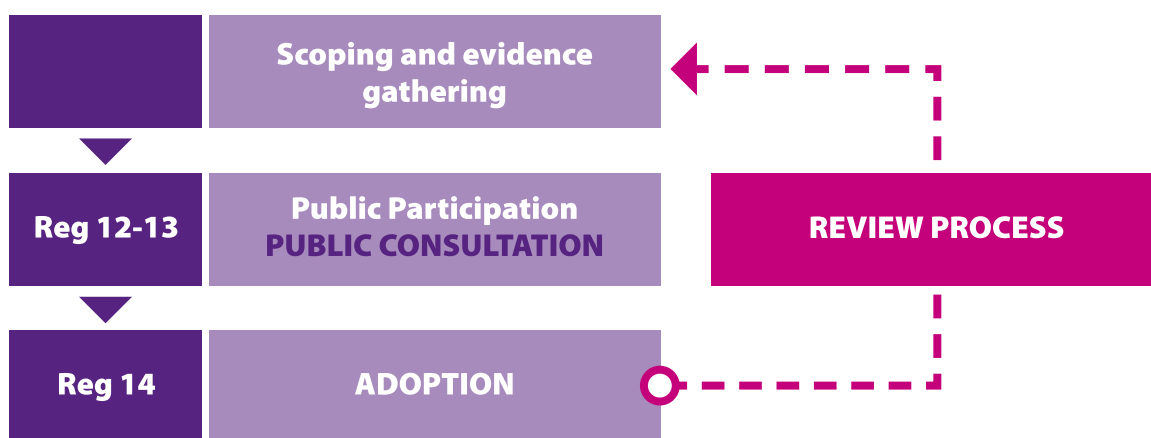 Scoping and evidence
gathering
Reg 12-13
Public Participation
PUBLIC CONSULTATION
REVIEW PROCESS
Reg 14
ADOPTION